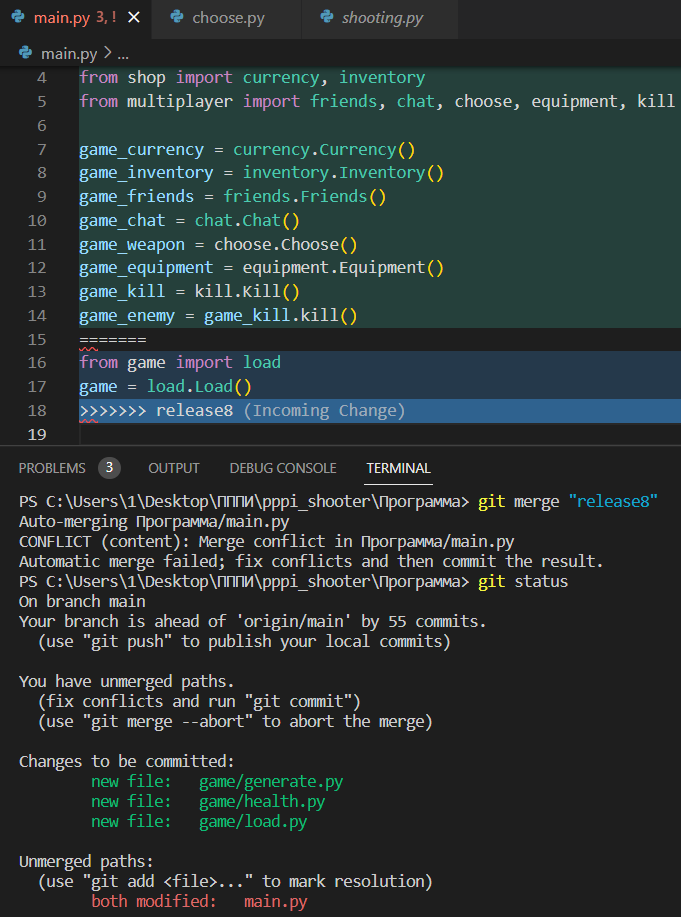 main.py 3, !
choose.py
shooting.py
main.py > ...
4 from shop import currency, inventory
5 from multiplayer import friends, chat, choose, equipment, kill
6
7 game_currency = currency.Currency()
8 game_inventory = inventory.Inventory()
9 game_friends = friends.Friends()
10 game_chat = chat.Chat()
11 game_weapon = choose.Choose()
12 game_equipment = equipment.Equipment()
13 game_kill = kill.Kill()
14 game_enemy = game_kill.kill()
15 =======
16 from game import load
17 game = load.Load()
18 >>>>>>> release8 (Incoming Change)
19
PROBLEMS 3 OUTPUT DEBUG CONSOLE TERMINAL
PS C:\Users\1\Desktop\ПППИ\pppi_shooter\Программа> git merge "release8"
Auto-merging Программа/main.py
CONFLICT (content): Merge conflict in Программа/main.py
Automatic merge failed; fix conflicts and then commit the result.
PS C:\Users\1\Desktop\ПППИ\pppi_shooter\Программа> git status
On branch main
Your branch is ahead of 'origin/main' by 55 commits.
  (use "git push" to publish your local commits)

You have unmerged paths.
  (fix conflicts and run "git commit")
  (use "git merge --abort" to abort the merge)

Changes to be committed:
        new file:   game/generate.py
        new file:   game/health.py
        new file:   game/load.py

Unmerged paths:
  (use "git add <file>..." to mark resolution)
        both modified:   main.py